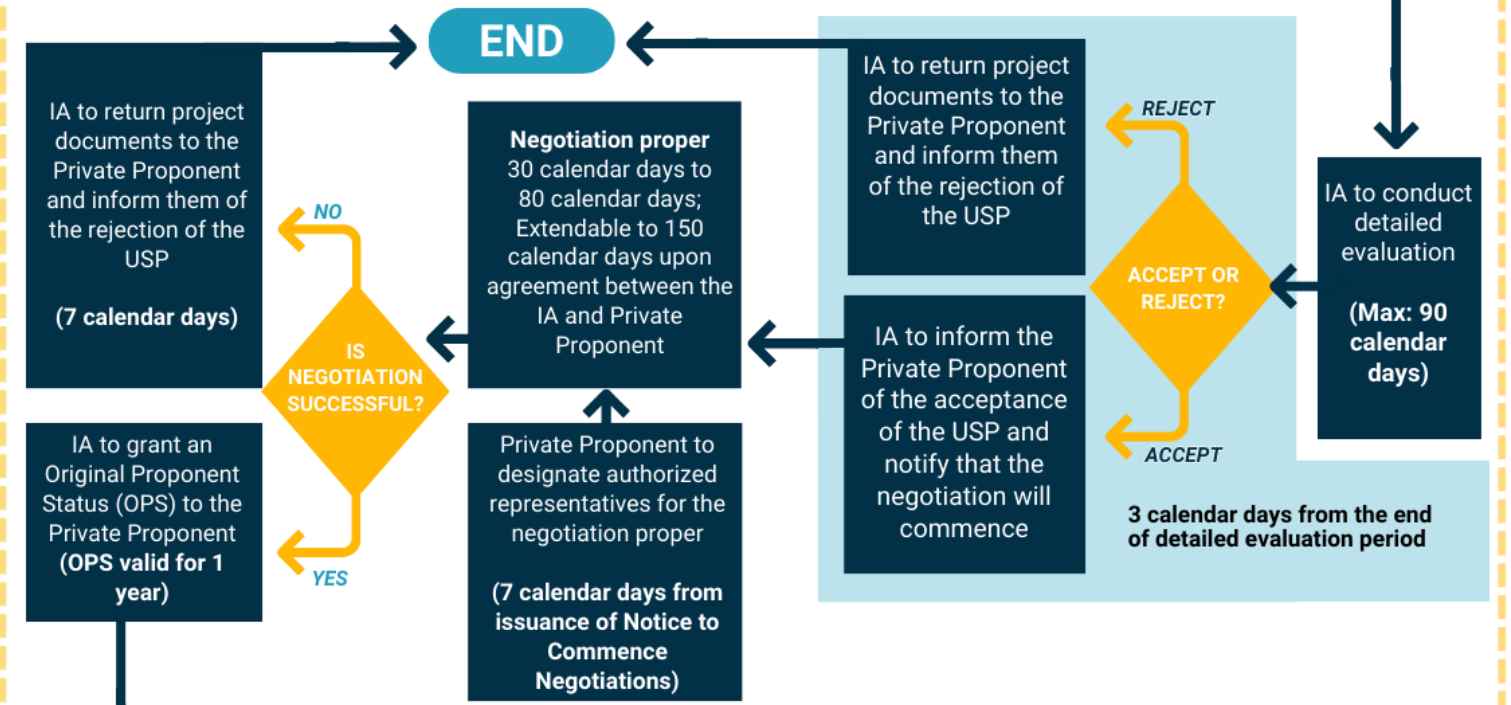 END
IA to return project
documents to the
Private Proponent
and inform them of
the rejection of the
USP
(7 calendar days)
NO
IS
NEGOTIATION
SUCCESSFUL?
YES
IA to grant an
Original Proponent
Status (OPS) to the
Private Proponent
(OPS valid for 1
year)
Negotiation proper
30 calendar days to
80 calendar days;
Extendable to 150
calendar days upon
agreement between the
IA and Private
Proponent
Private Proponent to
designate authorized
representatives for the
negotiation proper
(7 calendar days from
issuance of Notice to
Commence
Negotiations)
IA to return project
documents to the
Private Proponent
and inform them
of the rejection of
the USP
IA to inform the
Private Proponent
of the acceptance
of the USP and
notify that the
negotiation will
commence
REJECT
ACCEPT OR
REJECT?
ACCEPT
3 calendar days from the end
of detailed evaluation period
IA to conduct
detailed
evaluation
(Max: 90
calendar
days)